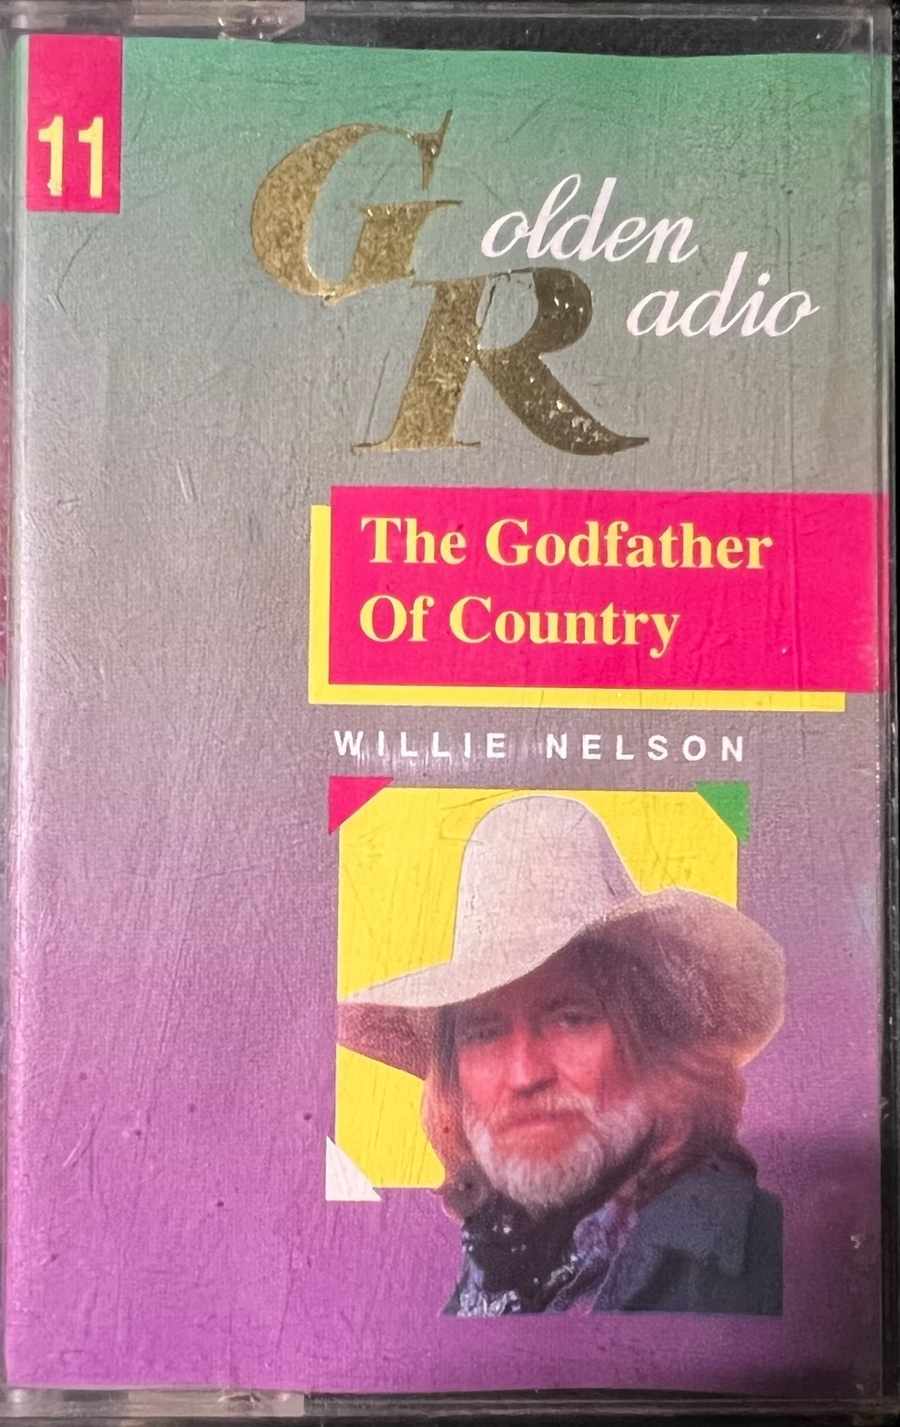 11
Golden
Radio
The Godfather
Of Country
WILLIE NELSON